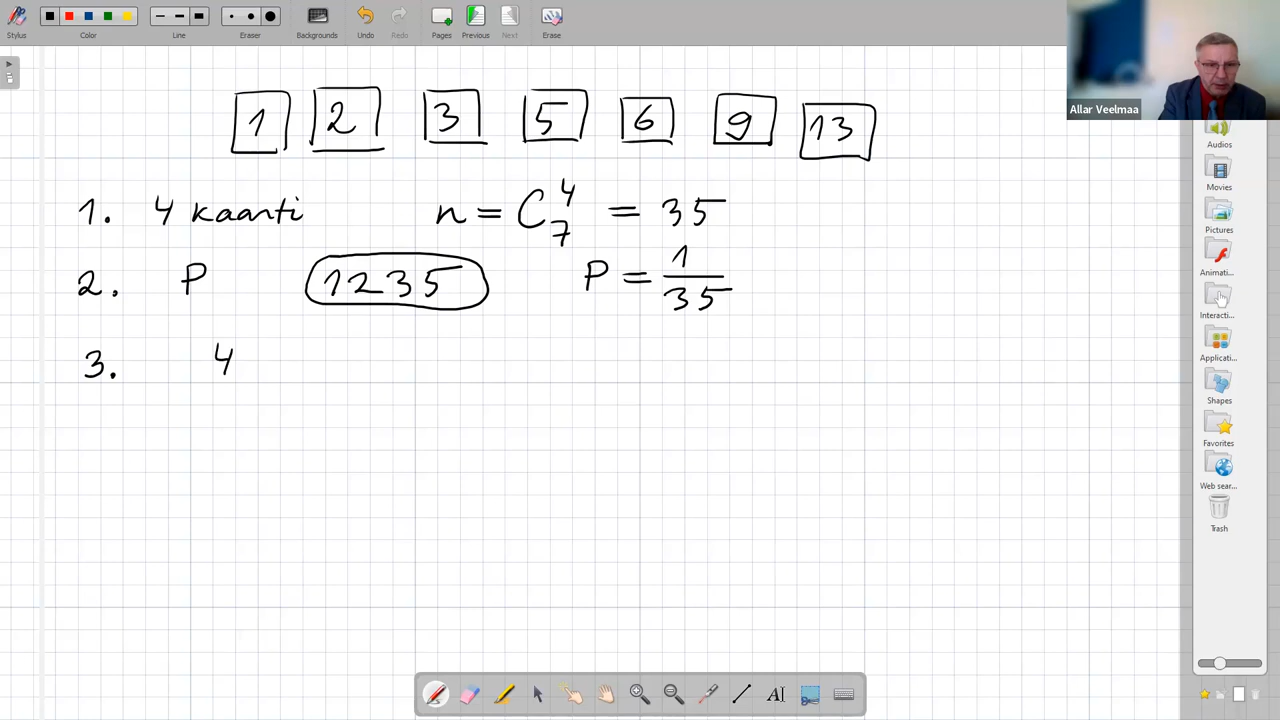 Stylus Color Line Eraser Backgrounds Undo Redo Pages Previous Next Erase
Allar Veelmaa
1 2 3 5 6 9 13
1. 4 kaarti n = C₇⁴ = 35
2. P 1235 P = 1/35
3. 4
Audios
Movies
Pictures
Animati...
Interacti...
Applicati...
Shapes
Favorites
Web sear...
Trash